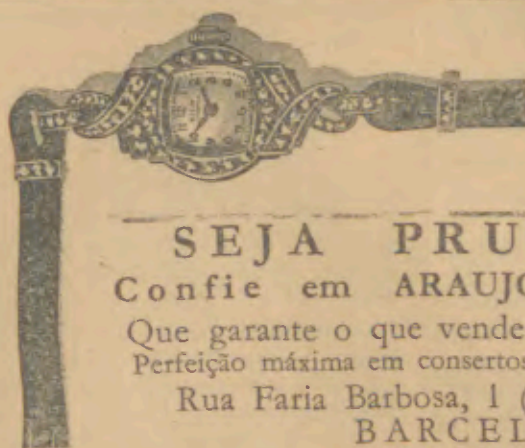 SEJA PRU
Confie em ARAUJO
Que garante o que vende
Perfeição máxima em consertos
Rua Faria Barbosa, 1 (
BARCEL